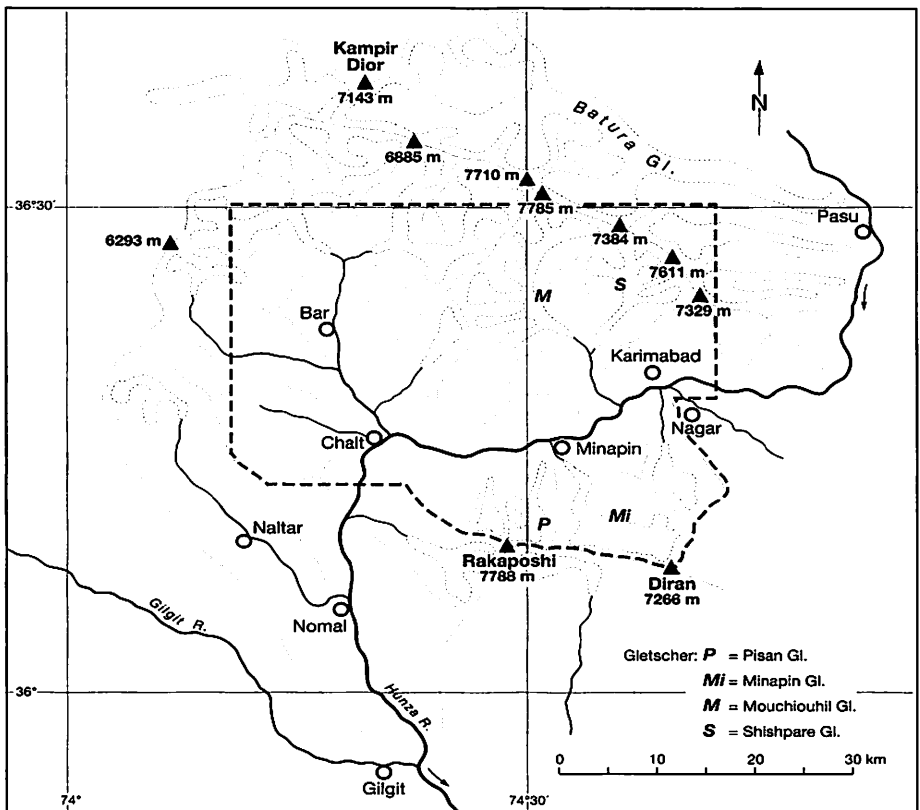 Kampir
Dior
7143 m
6885 m
Batura Gl.
N
7710 m
7785 m
36°30'
Pasu
6293 m
7384 m
7611 m
7329 m
M
S
Bar
Karimabad
Chalt
Nagar
Minapin
P
Mi
Naltar
Rakaposhi
7788 m
Diran
7266 m
Nomal
Gilgit R.
Gletscher: P = Pisan Gl.
Mi = Minapin Gl.
M = Mouchiouhil Gl.
S = Shishpare Gl.
36°
Hunza R.
0 10 20 30 km
Gilgit
74°
74°30'